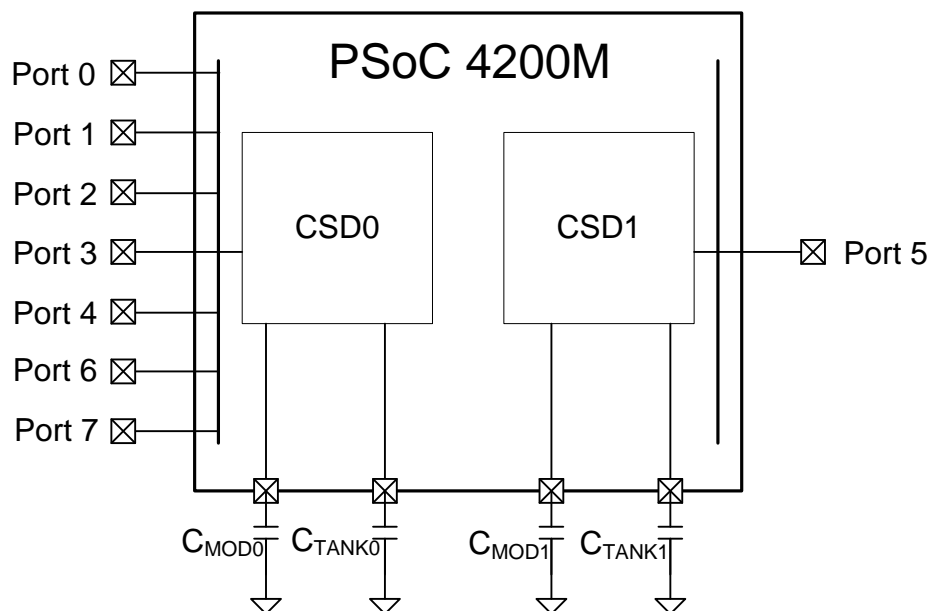 PSoC 4200M
Port 0
Port 1
Port 2
Port 3
Port 4
Port 6
Port 7
CSD0
CSD1
Port 5
CMOD0
CTANK0
CMOD1
CTANK1